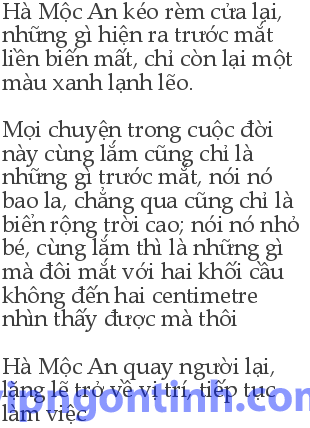 Hà Mộc An kéo rèm cửa lại,
những gì hiện ra trước mắt
liền biến mất, chỉ còn lại một
màu xanh lạnh lẽo.
Mọi chuyện trong cuộc đời
này cùng lắm cũng chỉ là
những gì trước mắt, nói nó
bao la, chẳng qua cũng chỉ là
biển rộng trời cao; nói nó nhỏ
bé, cùng lắm thì là những gì
mà đôi mắt với hai khối cầu
không đến hai centimetre
nhìn thấy được mà thôi
Hà Mộc An quay người lại,
lặng lẽ trở về vị trí, tiếp tục
vipngontinh.com
làm việc